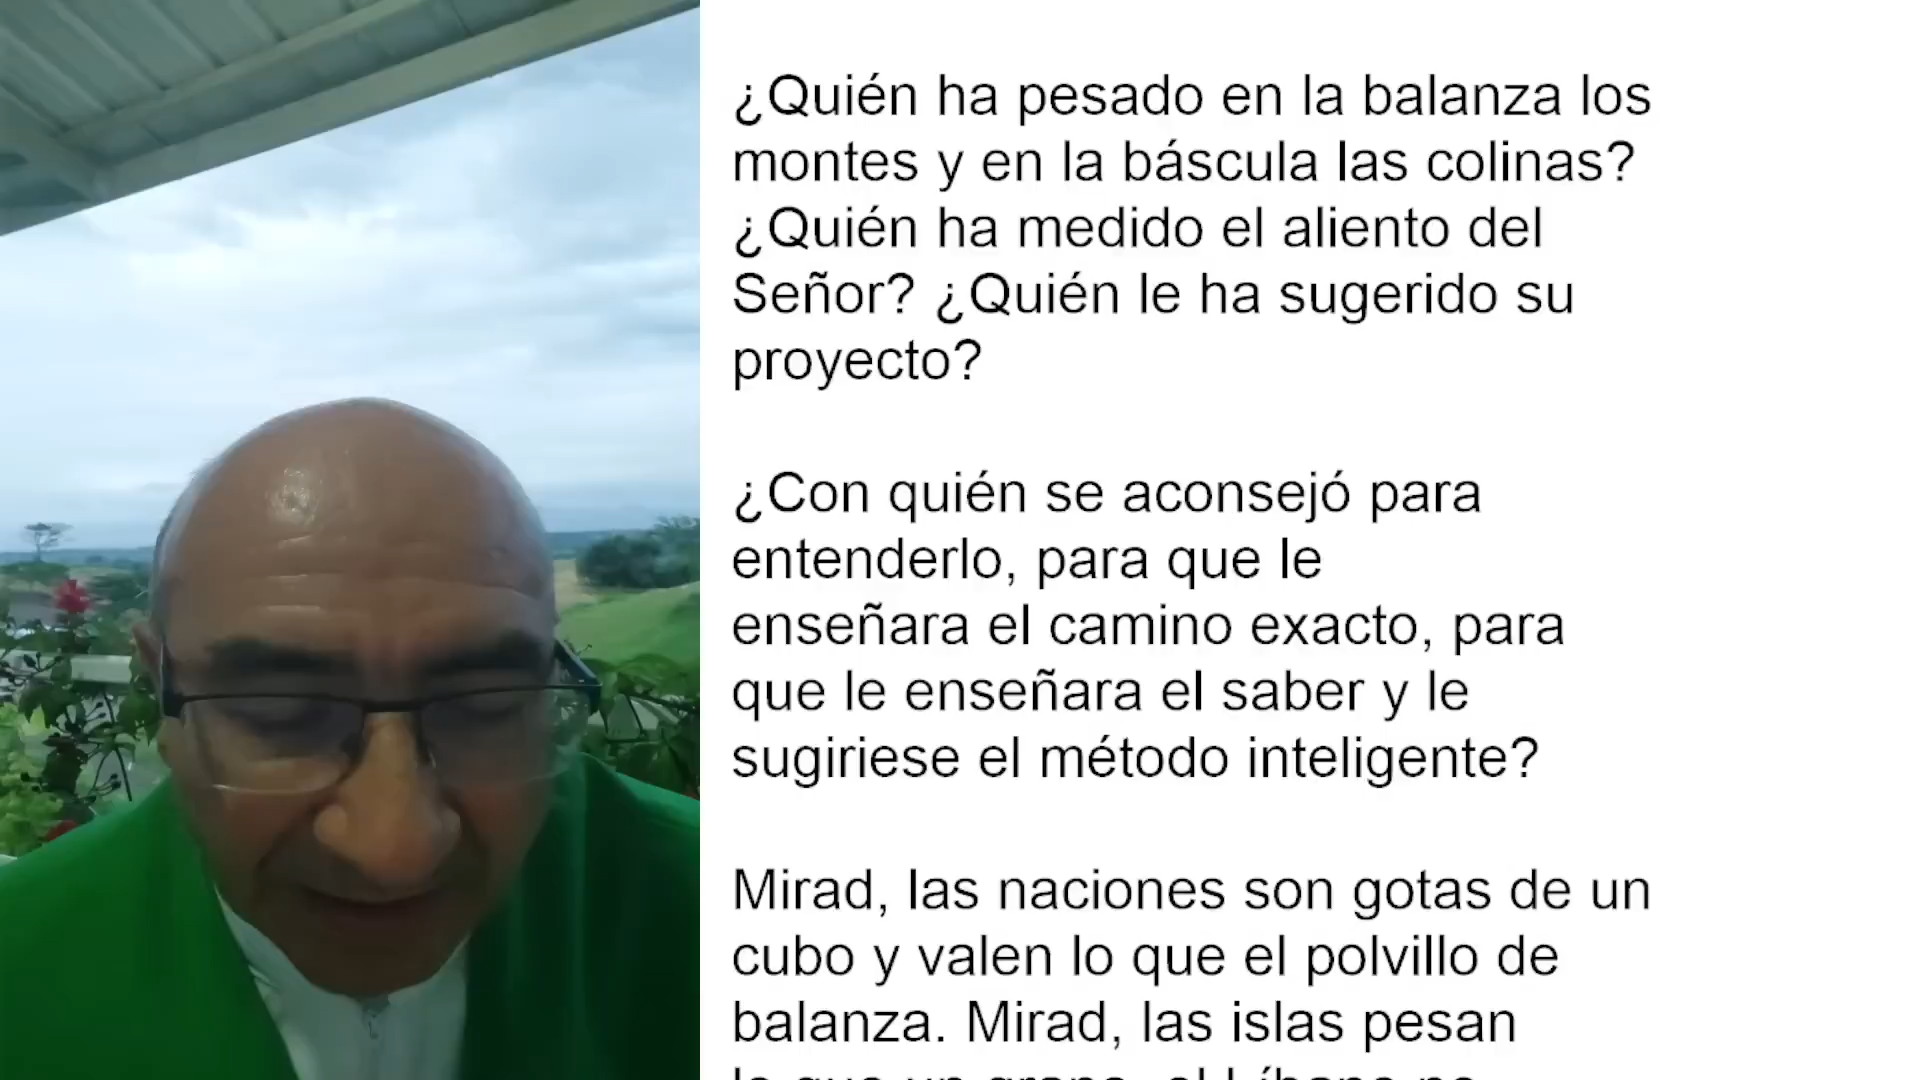 ¿Quién ha pesado en la balanza los
montes y en la báscula las colinas?
¿Quién ha medido el aliento del
Señor? ¿Quién le ha sugerido su
proyecto?
¿Con quién se aconsejó para
entenderlo, para que le
enseñara el camino exacto, para
que le enseñara el saber y le
sugiriese el método inteligente?
Mirad, las naciones son gotas de un
cubo y valen lo que el polvillo de
balanza. Mirad, las islas pesan